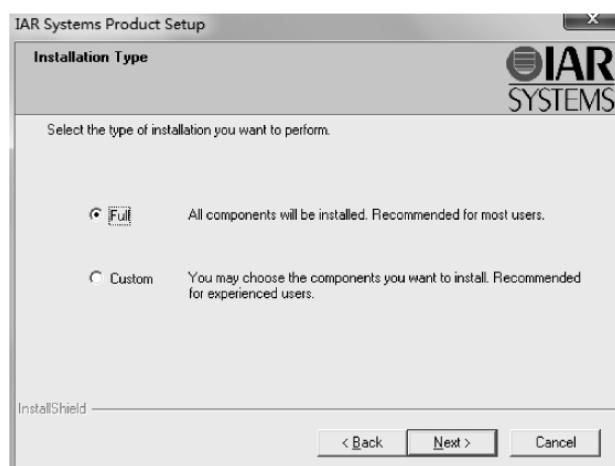 IAR Systems Product Setup
x
Installation Type
IAR
SYSTEMS
Select the type of installation you want to perform.
Full
All components will be installed. Recommended for most users.
Custom
You may choose the components you want to install. Recommended
for experienced users.
InstallShield
< Back
Next >
Cancel